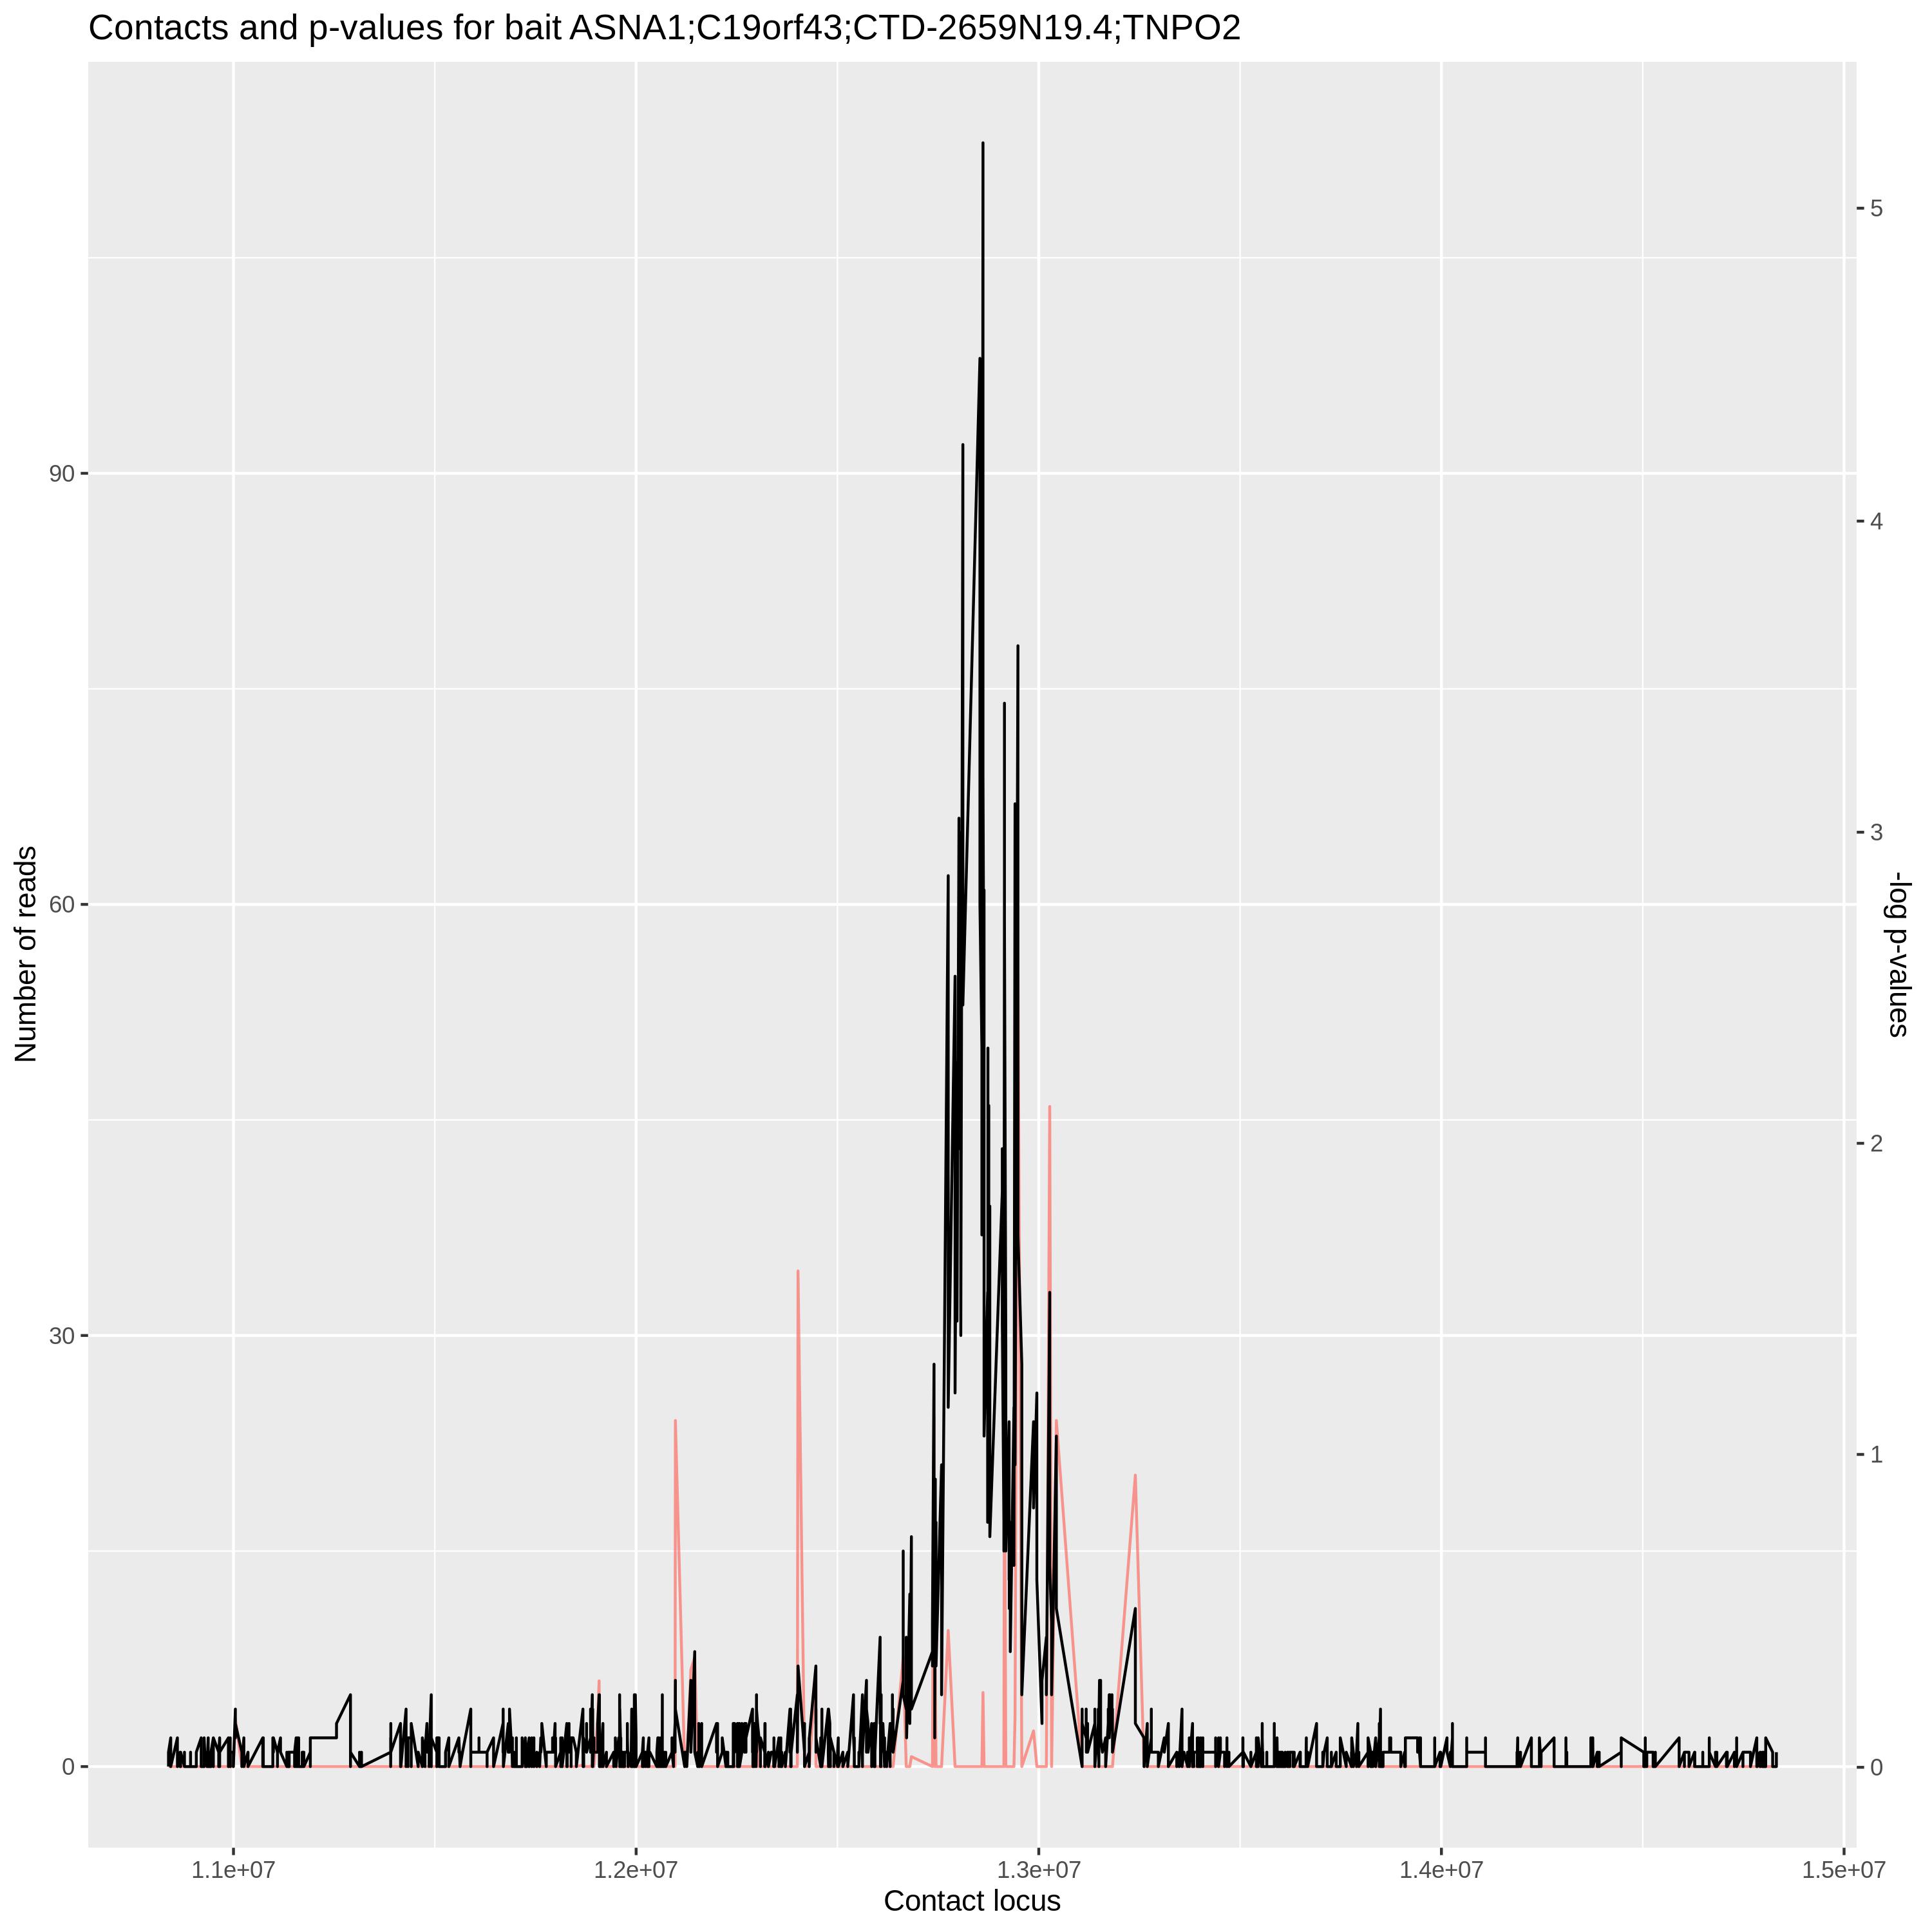 Contacts and p-values for bait ASNA1;C19orf43;CTD-2659N19.4;TNPO2
Number of reads
90
60
30
0
5
4
3
2
1
0
-log p-values
1.1e+07
1.2e+07
1.3e+07
1.4e+07
1.5e+07
Contact locus